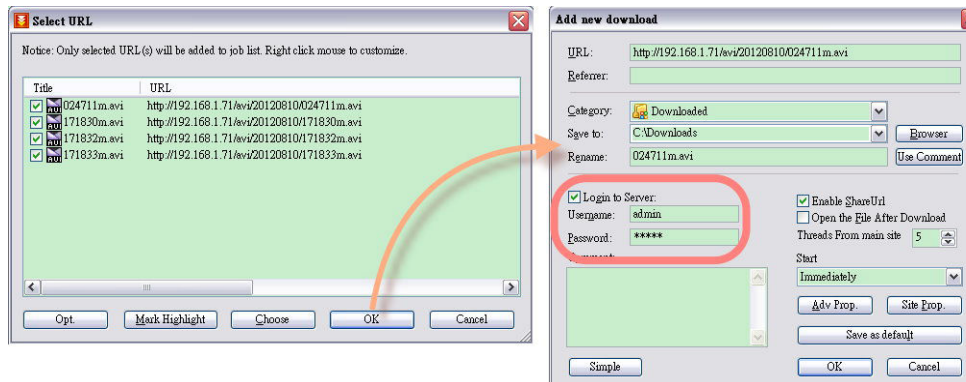 Select URL
Notice: Only selected URL(s) will be added to job list. Right click mouse to customize.
Title URL
024711m.avi http://192.168.1.71/avi/20120810/024711m.avi
171830m.avi http://192.168.1.71/avi/20120810/171830m.avi
171832m.avi http://192.168.1.71/avi/20120810/171832m.avi
171833m.avi http://192.168.1.71/avi/20120810/171833m.avi
Opt. Mark Highlight Choose OK Cancel
Add new download
URL: http://192.168.1.71/avi/20120810/024711m.avi
Referrer:
Category: Downloaded
Save to: C:\Downloads Browser
Rename: 024711m.avi Use Comment
Login to Server:
Username: admin
Password: *****
Enable ShareUrl
Open the File After Download
Threads From main site 5
Start
Immediately
Adv Prop. Site Prop.
Save as default
Simple OK Cancel